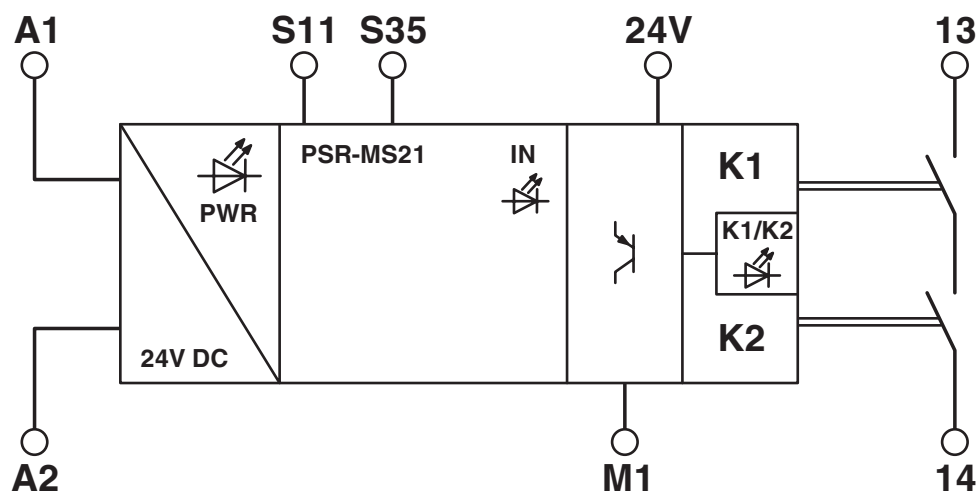 A1 S11 S35 24V 13
PSR-MS21 IN K1
PWR K1/K2
24V DC K2
A2 M1 14